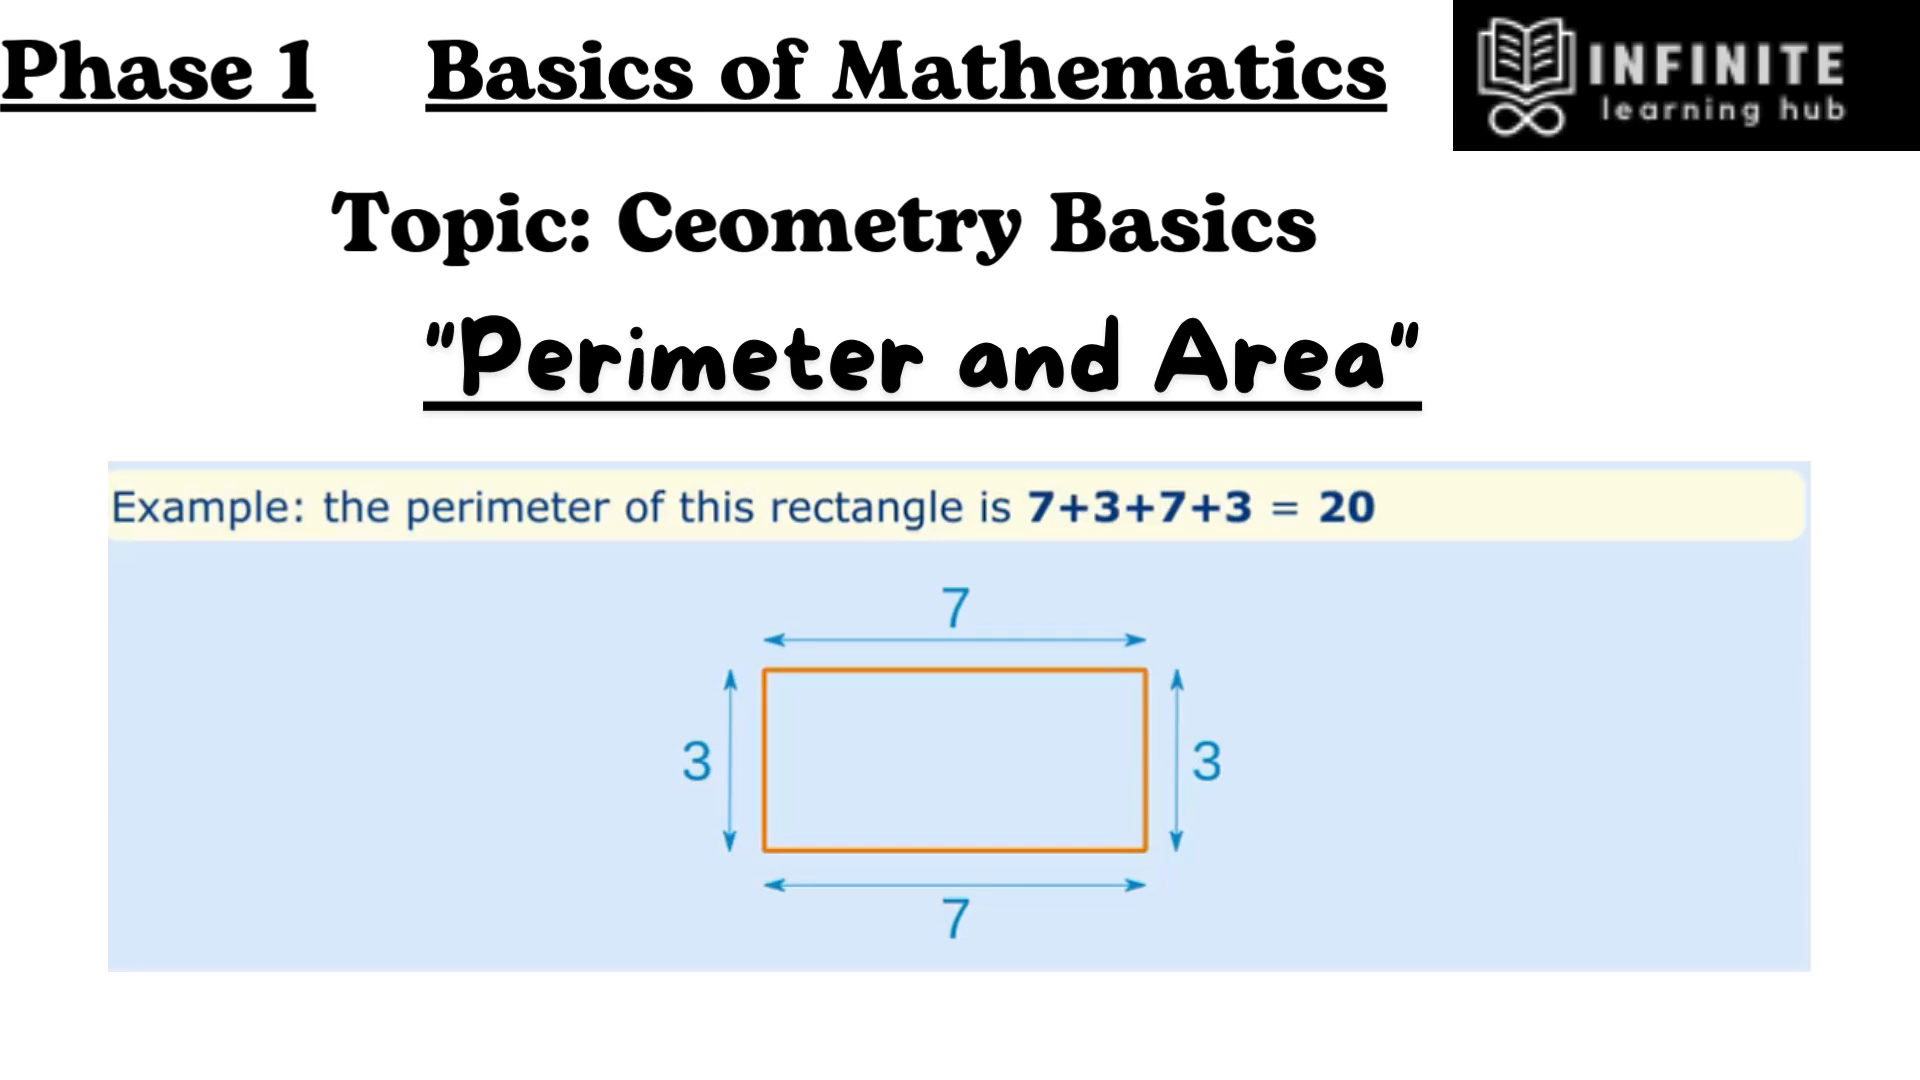 Phase 1 Basics of Mathematics
INFINITE
learning hub
Topic: Ceometry Basics
"Perimeter and Area"
Example: the perimeter of this rectangle is 7+3+7+3 = 20
7
3 3
7